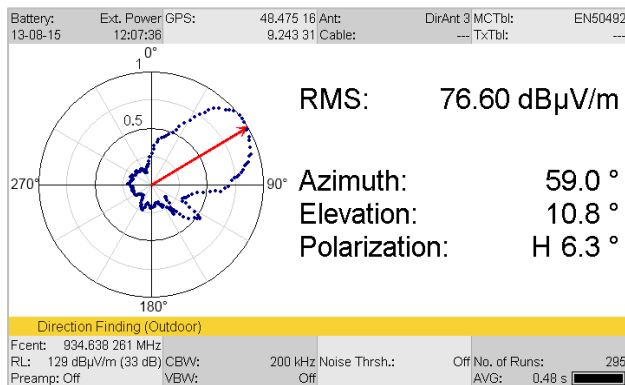 Battery: Ext. Power GPS: 48.475 16 Ant: DirAnt 3 MCTbl: EN50492
13-08-15 12:07:36 9.243 31 Cable: --- TxTbl: ---
0°
1
0.5
270°
90°
180°
RMS: 76.60 dBµV/m
Azimuth: 59.0 °
Elevation: 10.8 °
Polarization: H 6.3 °
Direction Finding (Outdoor)
Fcent: 934.638 261 MHz
RL: 129 dBµV/m (33 dB) CBW: 200 kHz Noise Thrsh.: Off No. of Runs: 295
Preamp: Off VBW: Off AVG: 0.48 s